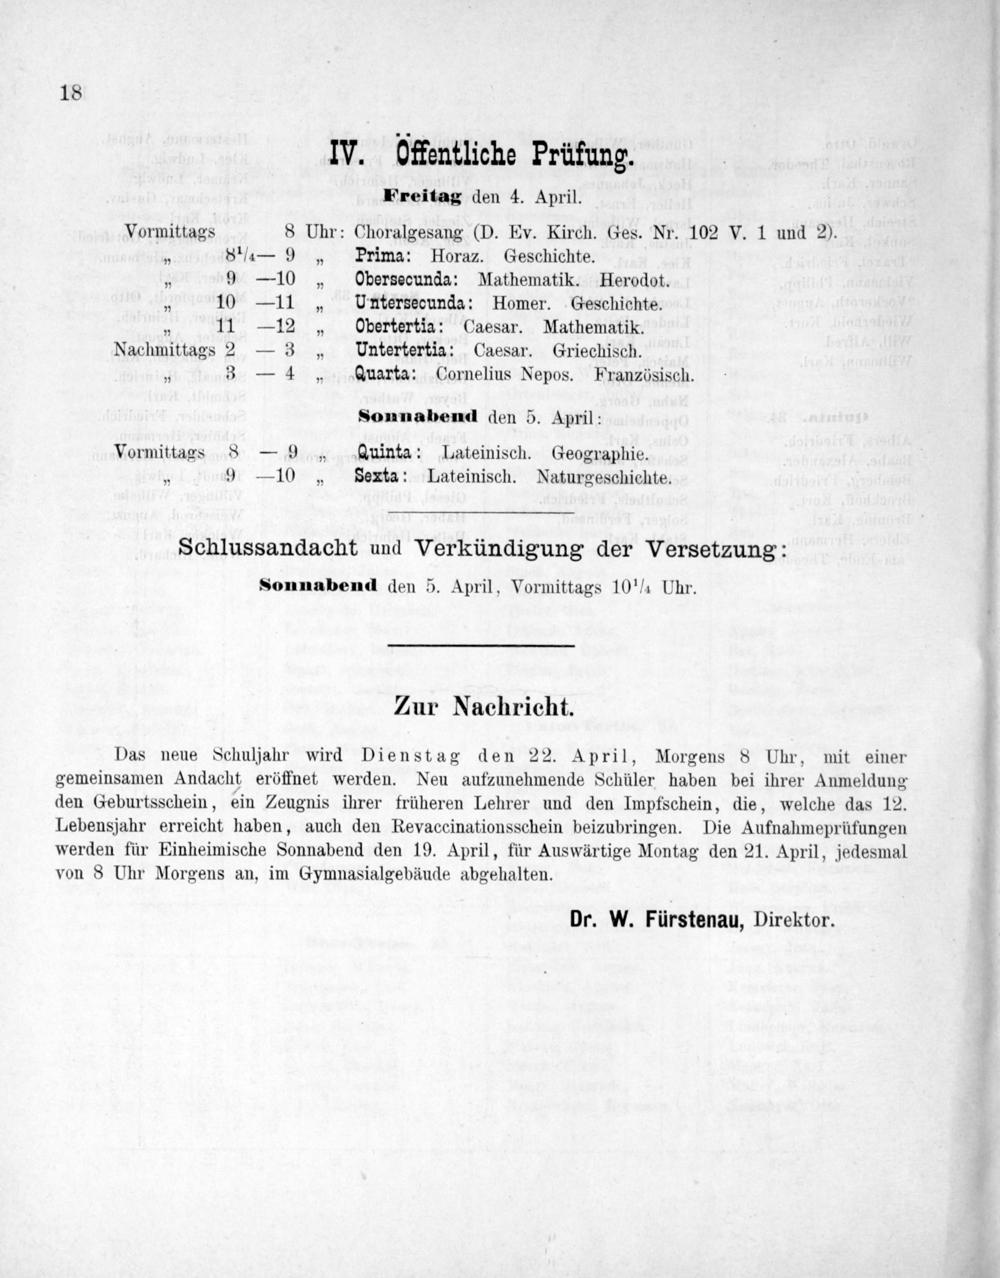 18
IV. Öffentliche Prüfung.
Freitag den 4. April.
Vormittags 8 Uhr: Choralgesang (D. Ev. Kirch. Ges. Nr. 102 V. 1 und 2).
„ 8¹/₄— 9 „ Prima: Horaz. Geschichte.
„ 9 —10 „ Obersecunda: Mathematik. Herodot.
„ 10 —11 „ Untersecunda: Homer. Geschichte.
„ 11 —12 „ Obertertia: Caesar. Mathematik.
Nachmittags 2 — 3 „ Untertertia: Caesar. Griechisch.
„ 3 — 4 „ Quarta: Cornelius Nepos. Französisch.
Sonnabend den 5. April:
Vormittags 8 — 9 „ Quinta: Lateinisch. Geographie.
„ 9 —10 „ Sexta: Lateinisch. Naturgeschichte.
Schlussandacht und Verkündigung der Versetzung:
Sonnabend den 5. April, Vormittags 10¹/₄ Uhr.
Zur Nachricht.
Das neue Schuljahr wird Dienstag den 22. April, Morgens 8 Uhr, mit einer
gemeinsamen Andacht eröffnet werden. Neu aufzunehmende Schüler haben bei ihrer Anmeldung
den Geburtsschein, ein Zeugnis ihrer früheren Lehrer und den Impfschein, die, welche das 12.
Lebensjahr erreicht haben, auch den Revaccinationsschein beizubringen. Die Aufnahmeprüfungen
werden für Einheimische Sonnabend den 19. April, für Auswärtige Montag den 21. April, jedesmal
von 8 Uhr Morgens an, im Gymnasialgebäude abgehalten.
Dr. W. Fürstenau, Direktor.